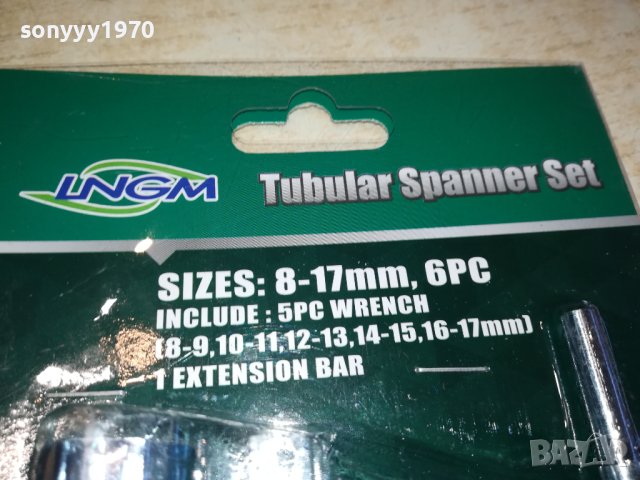 sonyyy1970
LNGM
Tubular Spanner Set
SIZES: 8-17mm, 6PC
INCLUDE : 5PC WRENCH
(8-9,10-11,12-13,14-15,16-17mm)
1 EXTENSION BAR
BAZAR